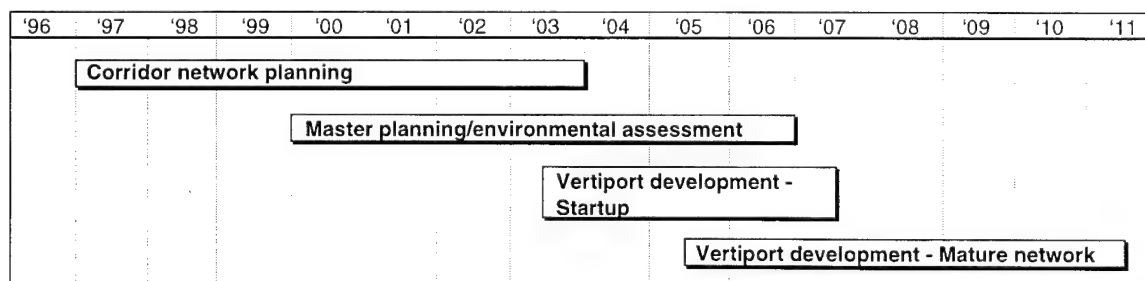 ‘96 ‘97 ‘98 ‘99 ‘00 ‘01 ‘02 ‘03 ‘04 ‘05 ‘06 ‘07 ‘08 ‘09 ‘10 ‘11
Corridor network planning
Master planning/environmental assessment
Vertiport development -
Startup
Vertiport development - Mature network